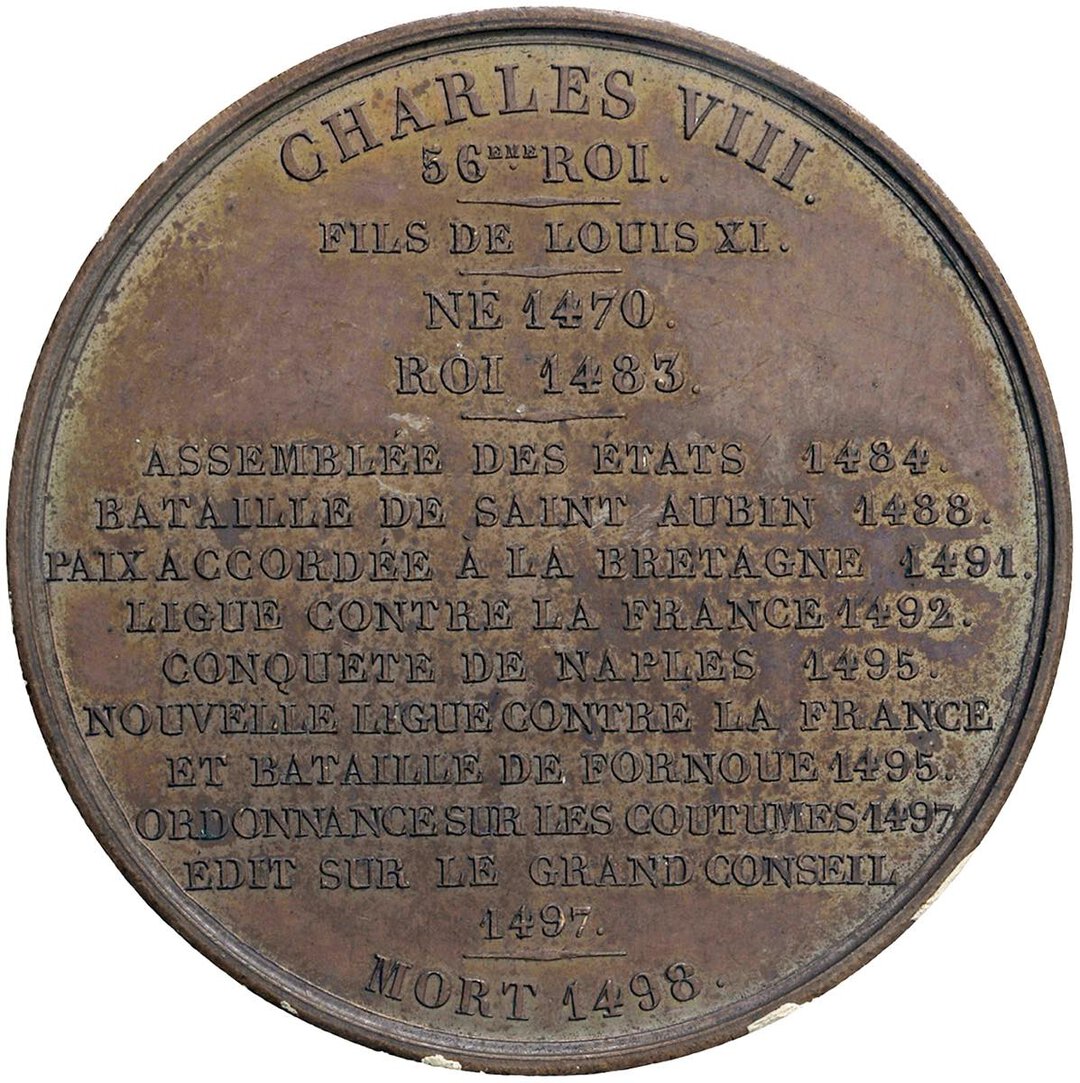 CHARLES VIII.
56EME. ROI.
FILS DE LOUIS XI.
NE 1470.
ROI 1483.
ASSEMBLÉE DES ÉTATS 1484.
BATAILLE DE SAINT AUBIN 1488.
PAIX ACCORDÉE À LA BRETAGNE 1491.
LIGUE CONTRE LA FRANCE 1492.
CONQUETE DE NAPLES 1495.
NOUVELLE LIGUE CONTRE LA FRANCE
ET BATAILLE DE FORNOUE 1495.
ORDONNANCE SUR LES COUTUMES 1497
EDIT SUR LE GRAND CONSEIL
1497.
MORT 1498.